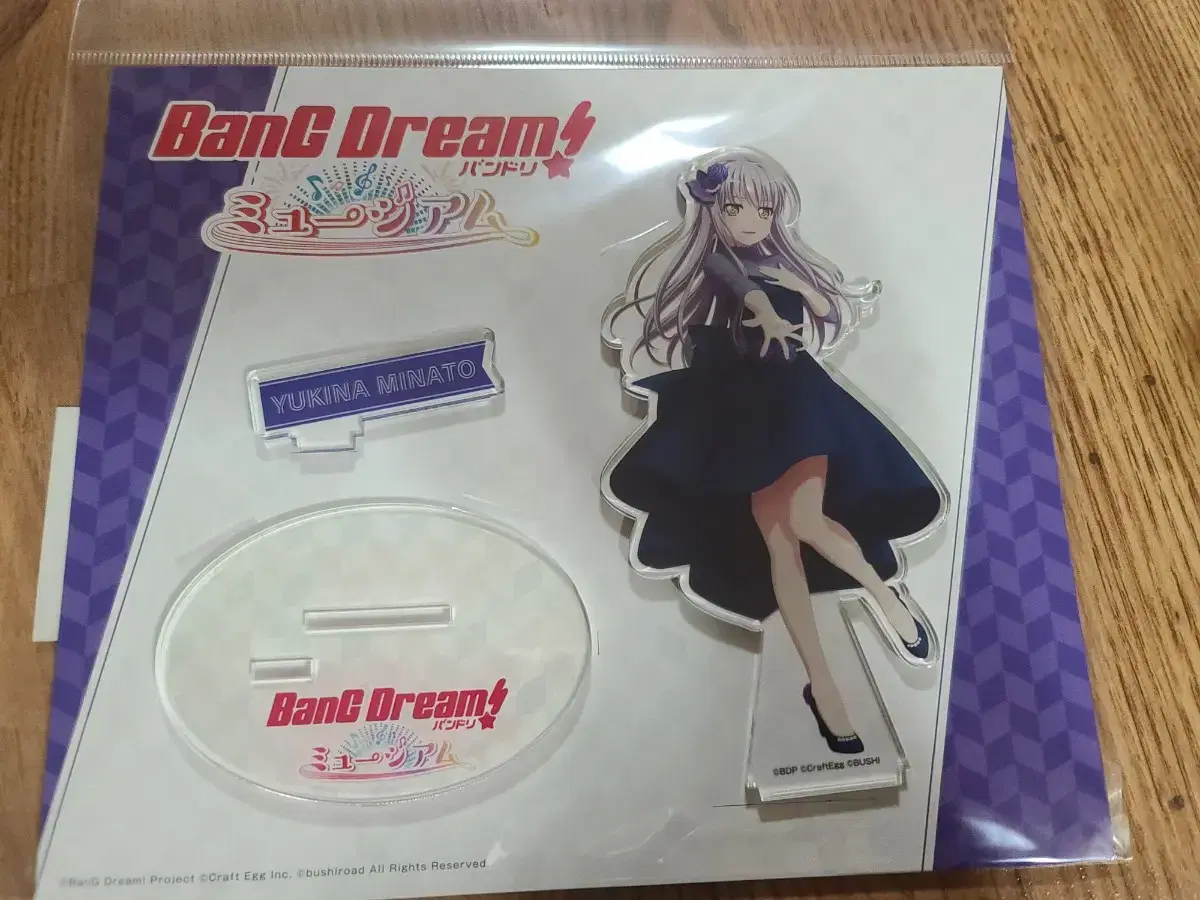 BanG Dream!
バンドリ
ミュージアム
YUKINA MINATO
BanG Dream!
バンドリ
ミュージアム
©BDP ©CraftEgg ©BUSHI
©BanG Dream! Project ©Craft Egg Inc. ©bushiroad All Rights Reserved.